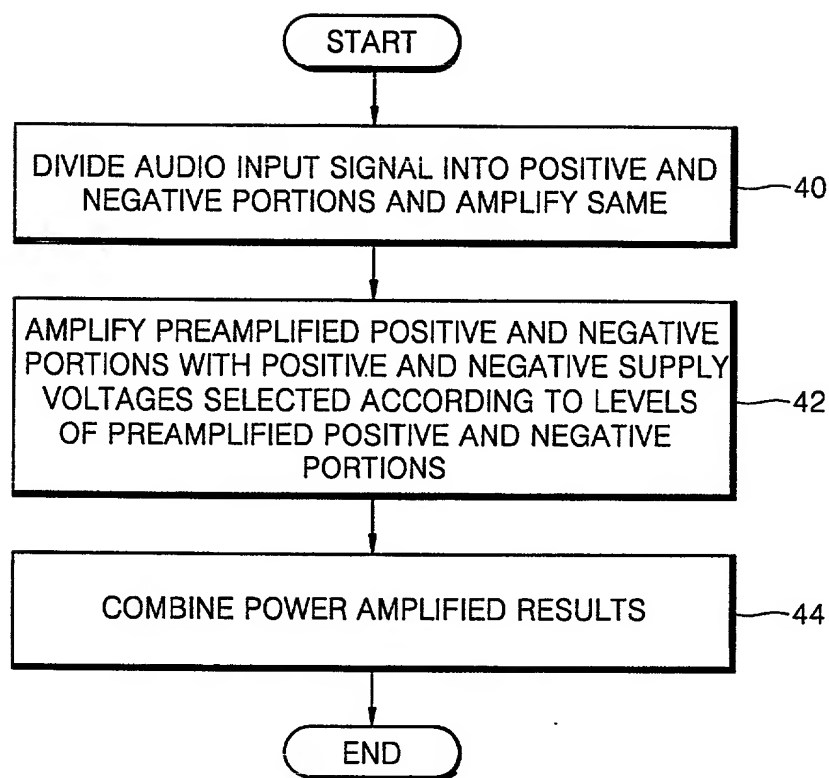 START
DIVIDE AUDIO INPUT SIGNAL INTO POSITIVE AND
NEGATIVE PORTIONS AND AMPLIFY SAME
40
AMPLIFY PREAMPLIFIED POSITIVE AND NEGATIVE
PORTIONS WITH POSITIVE AND NEGATIVE SUPPLY
VOLTAGES SELECTED ACCORDING TO LEVELS
OF PREAMPLIFIED POSITIVE AND NEGATIVE
PORTIONS
42
COMBINE POWER AMPLIFIED RESULTS
44
END